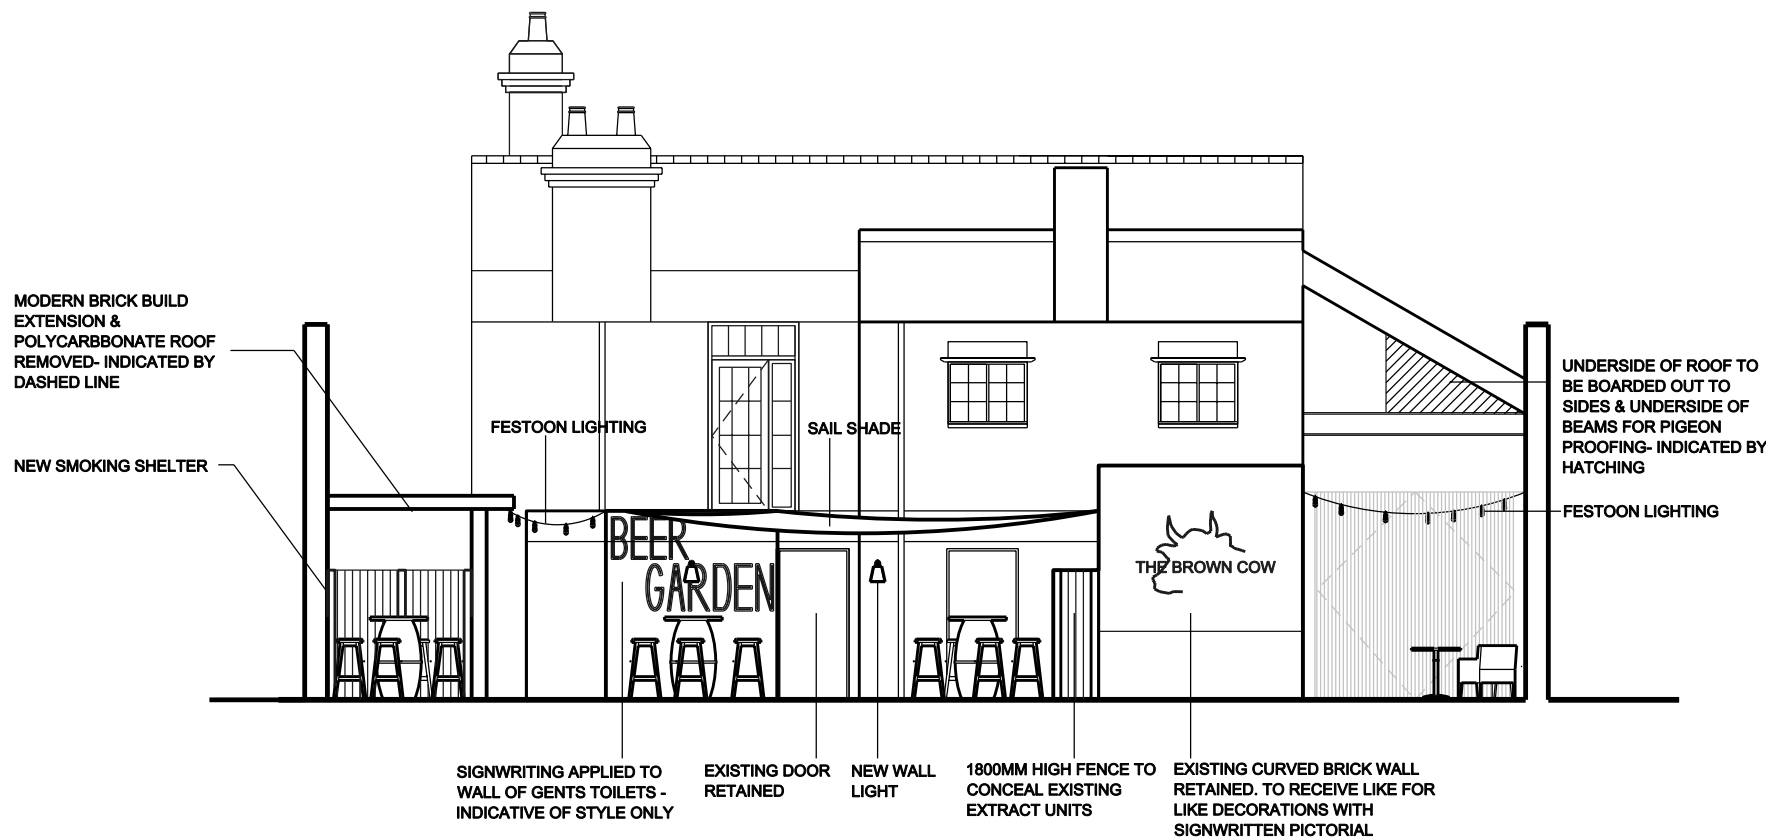 MODERN BRICK BUILD
EXTENSION &
POLYCARBBONATE ROOF
REMOVED- INDICATED BY
DASHED LINE
NEW SMOKING SHELTER
FESTOON LIGHTING
SAIL SHADE
UNDERSIDE OF ROOF TO
BE BOARDED OUT TO
SIDES & UNDERSIDE OF
BEAMS FOR PIGEON
PROOFING- INDICATED BY
HATCHING
FESTOON LIGHTING
BEER
GARDEN
THE BROWN COW
SIGNWRITING APPLIED TO
WALL OF GENTS TOILETS -
INDICATIVE OF STYLE ONLY
EXISTING DOOR
RETAINED
NEW WALL
LIGHT
1800MM HIGH FENCE TO
CONCEAL EXISTING
EXTRACT UNITS
EXISTING CURVED BRICK WALL
RETAINED. TO RECEIVE LIKE FOR
LIKE DECORATIONS WITH
SIGNWRITTEN PICTORIAL